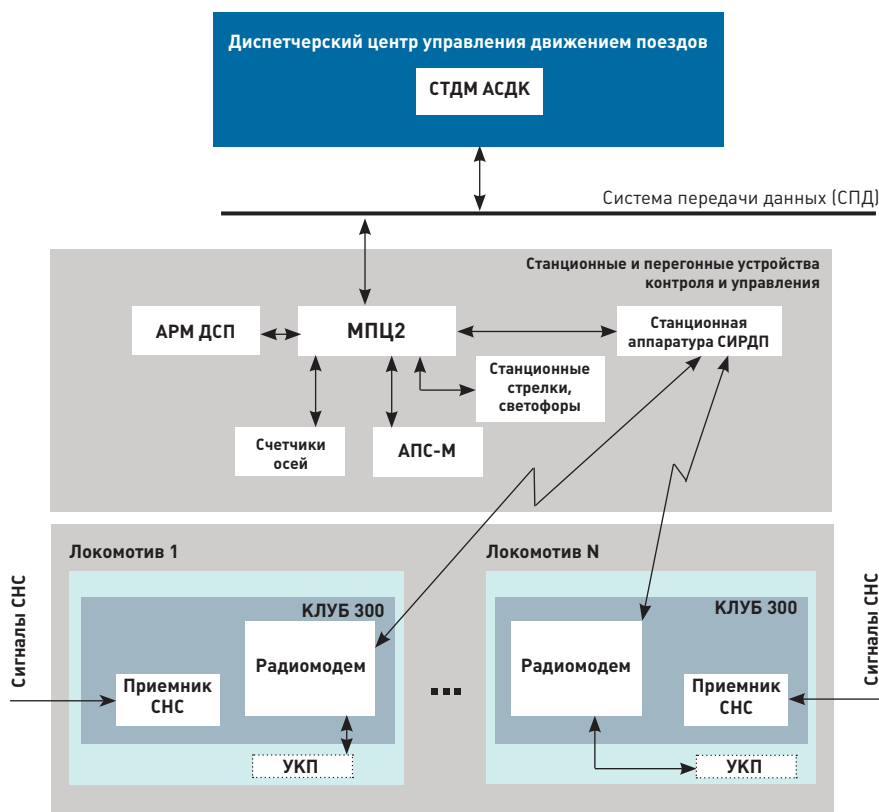 Диспетчерский центр управления движением поездов
СТДМ АСДК
Система передачи данных (СПД)
Станционные и перегонные устройства
контроля и управления
АРМ ДСП
МПЦ2
Станционная
аппаратура СИРДП
Станционные
стрелки,
светофоры
Счетчики
осей
АПС-М
Локомотив 1
Локомотив N
Сигналы СНС
КЛУБ 300
Радиомодем
Приемник
СНС
УКП
...
КЛУБ 300
Радиомодем
Приемник
СНС
УКП
Сигналы СНС